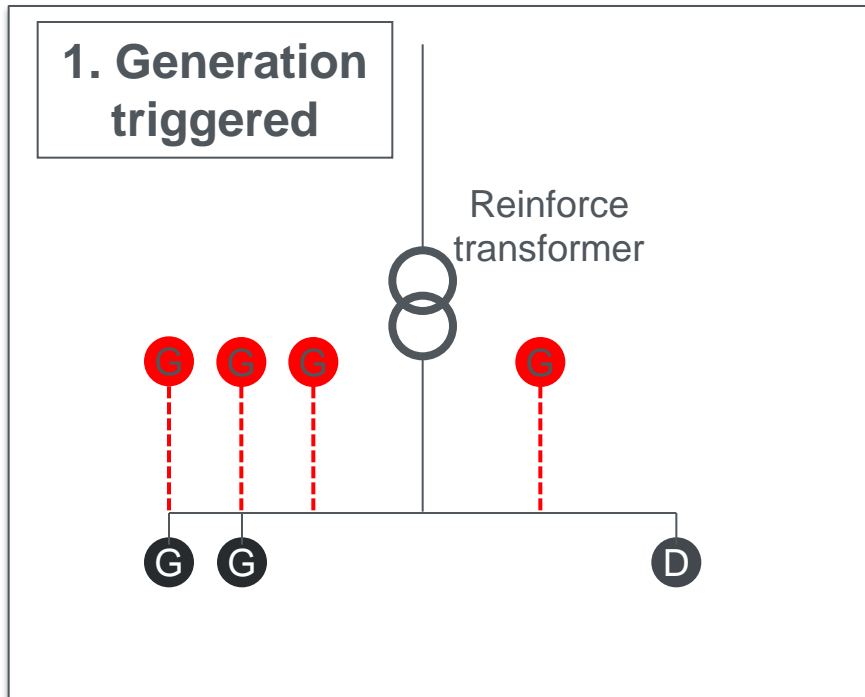 1. Generation
triggered
Reinforce
transformer
G G G G
G G D